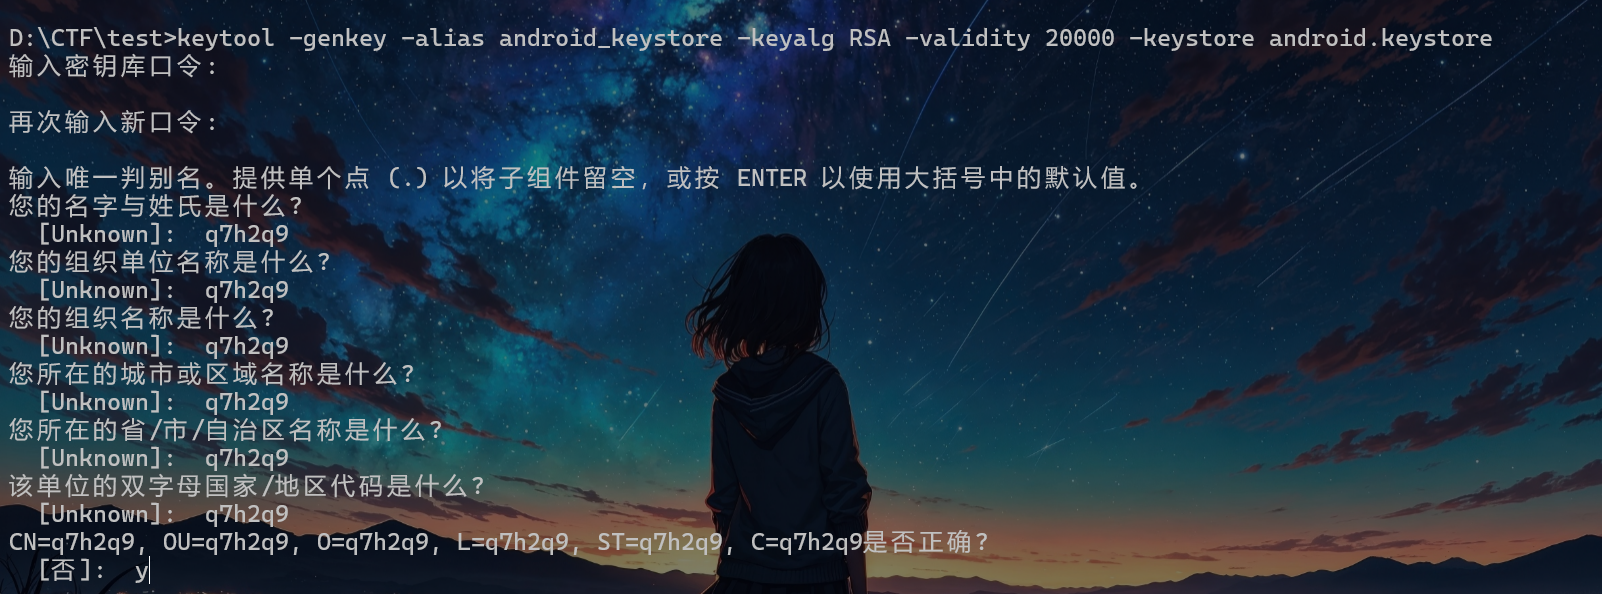 D:\CTF\test>keytool -genkey -alias android_keystore -keyalg RSA -validity 20000 -keystore android.keystore
输入密钥库口令:
再次输入新口令:
输入唯一判别名。提供单个点 (.) 以将子组件留空, 或按 ENTER 以使用大括号中的默认值。
您的名字与姓氏是什么?
[Unknown]:  q7h2q9
您的组织单位名称是什么?
[Unknown]:  q7h2q9
您的组织名称是什么?
[Unknown]:  q7h2q9
您所在的城市或区域名称是什么?
[Unknown]:  q7h2q9
您所在的省/市/自治区名称是什么?
[Unknown]:  q7h2q9
该单位的双字母国家/地区代码是什么?
[Unknown]:  q7h2q9
CN=q7h2q9, OU=q7h2q9, O=q7h2q9, L=q7h2q9, ST=q7h2q9, C=q7h2q9是否正确?
[否]:  y